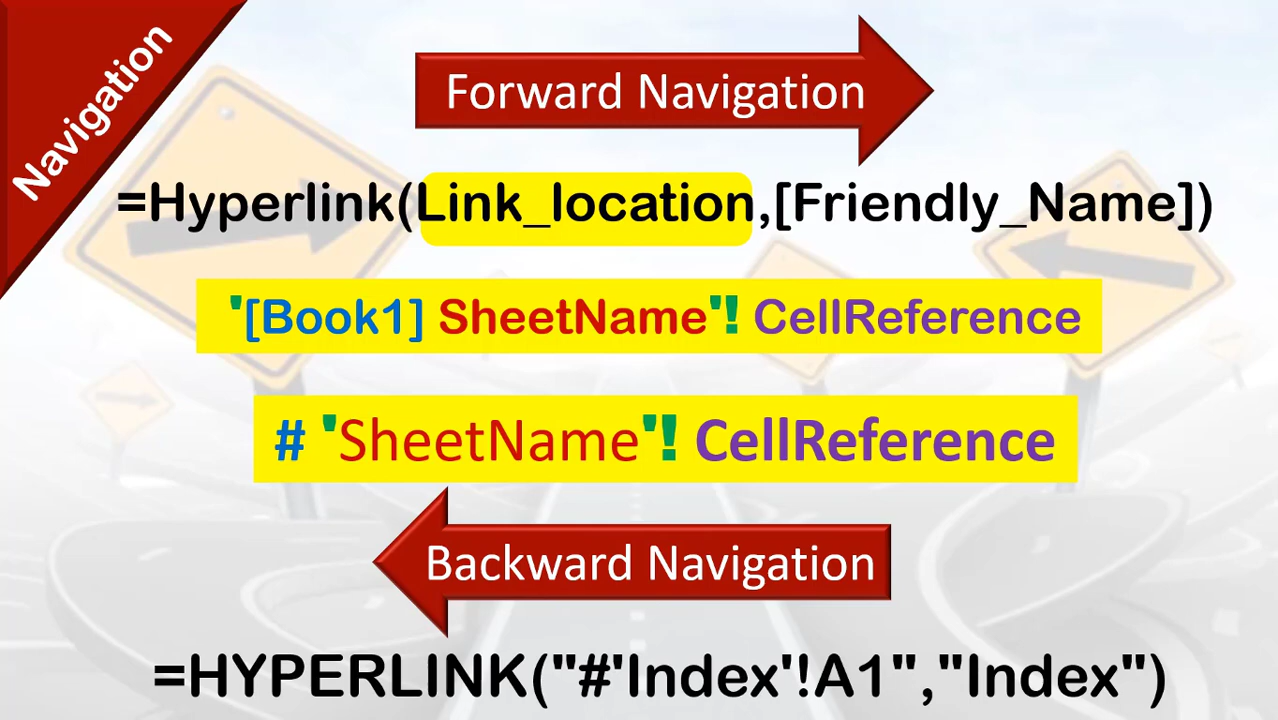 Navigation
Forward Navigation
=Hyperlink(Link_location,[Friendly_Name])
'[Book1] SheetName'! CellReference
# 'SheetName'! CellReference
Backward Navigation
=HYPERLINK("#'Index'!A1","Index")